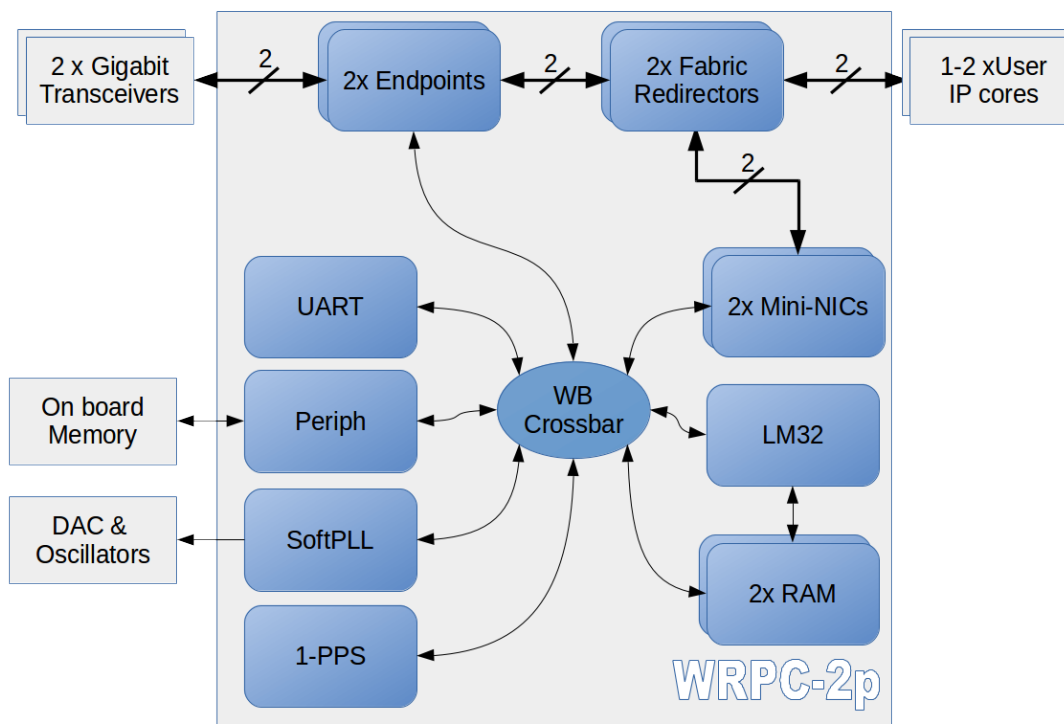 2 x Gigabit
Transceivers
2
2x Endpoints
2
2x Fabric
Redirectors
2
1-2 xUser
IP cores
2
UART
2x Mini-NICs
On board
Memory
Periph
WB
Crossbar
LM32
DAC &
Oscillators
SoftPLL
2x RAM
1-PPS
WRPC-2p